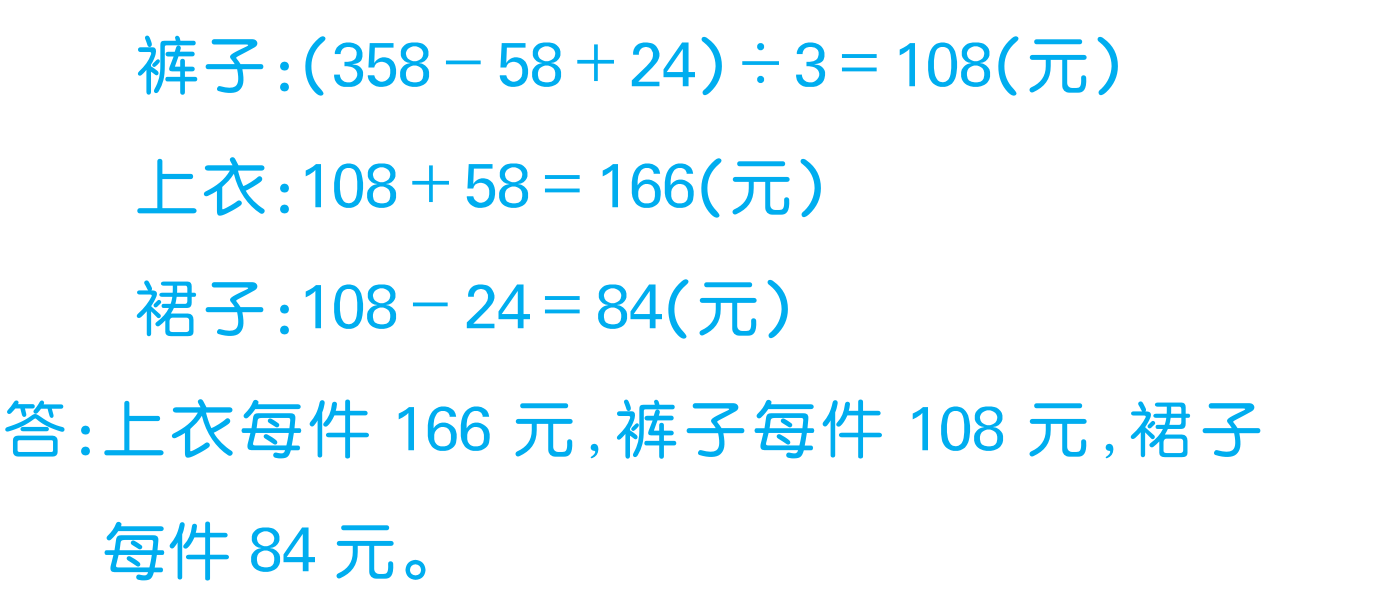 裤子:(358－58＋24)÷3＝108(元)
上衣:108＋58＝166(元)
裙子:108－24＝84(元)
答:上衣每件 166 元,裤子每件 108 元,裙子
每件 84 元。